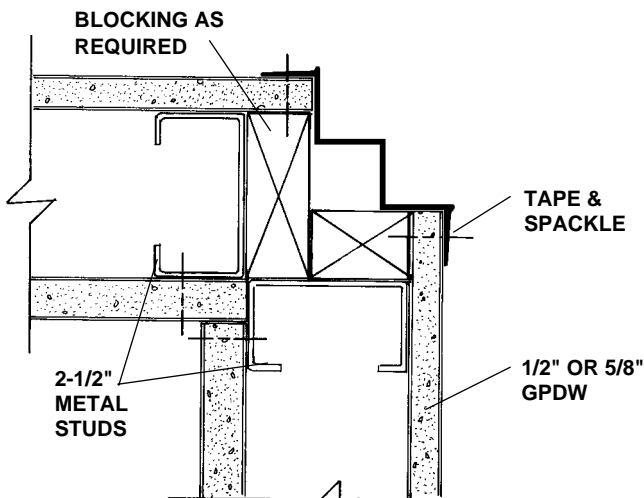 BLOCKING AS
REQUIRED
TAPE &
SPACKLE
2-1/2"
METAL
STUDS
1/2" OR 5/8"
GPDW